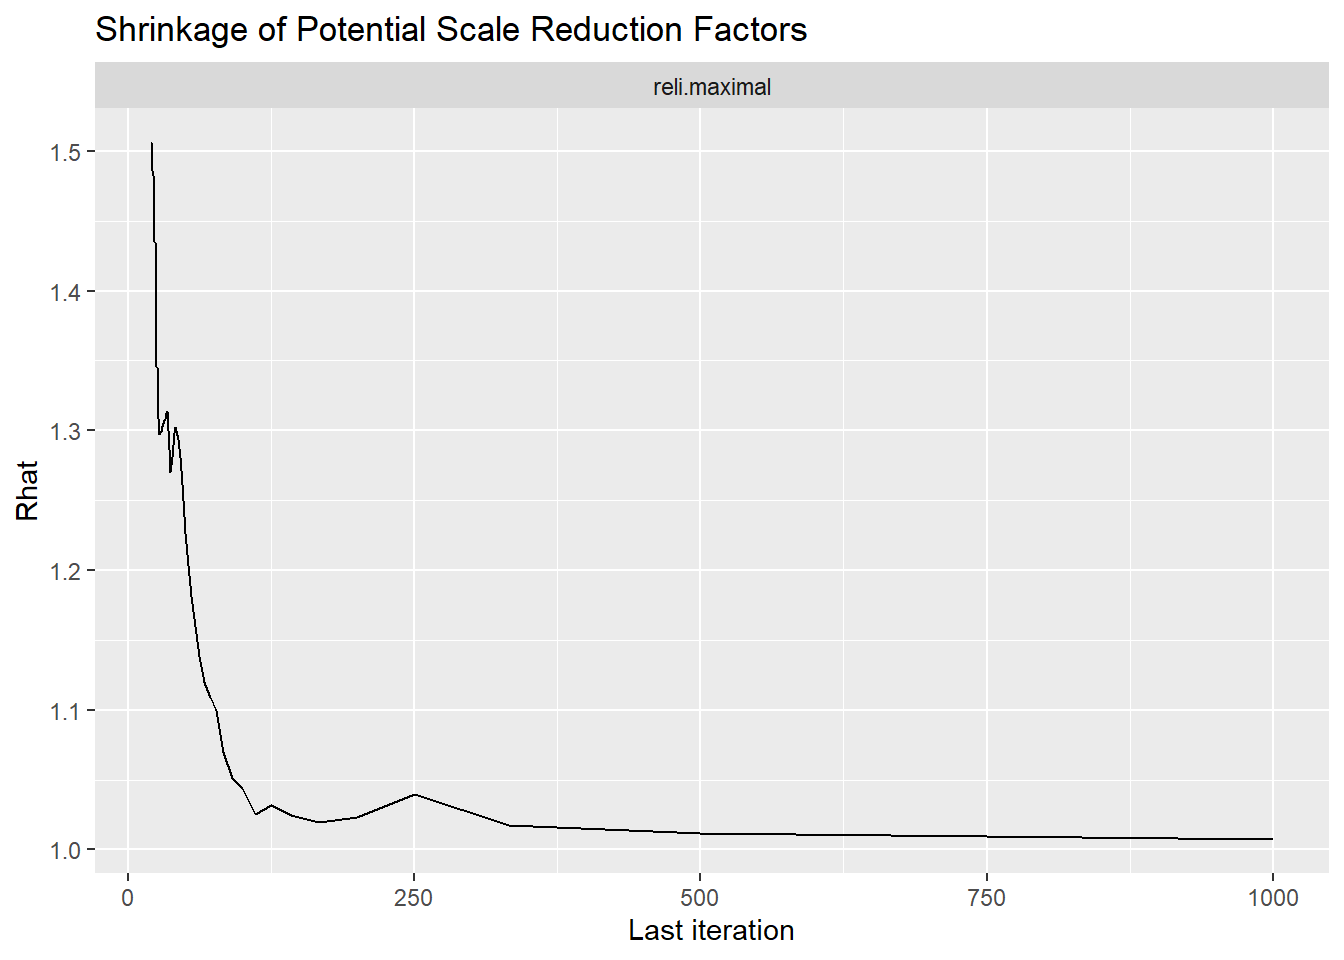 Shrinkage of Potential Scale Reduction Factors
reli.maximal
1.5
1.4
1.3
1.2
1.1
1.0
Rhat
0 250 500 750 1000
Last iteration